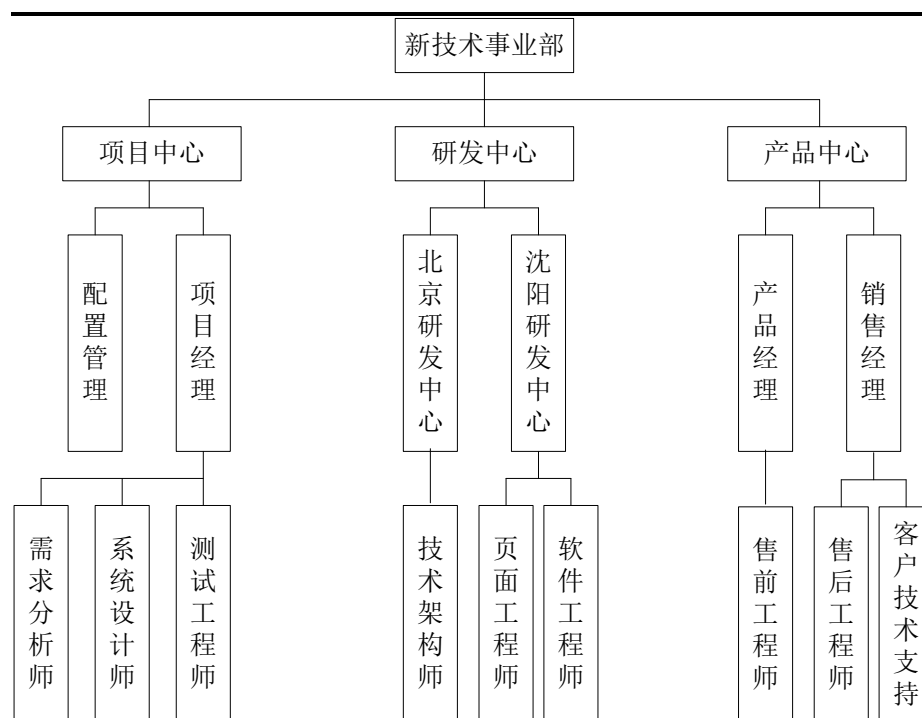 新技术事业部
项目中心
研发中心
产品中心
配置管理
项目经理
北京研发中心
沈阳研发中心
产品经理
销售经理
需求分析师
系统设计师
测试工程师
技术架构师
页面工程师
软件工程师
售前工程师
售后工程师
客户技术支持